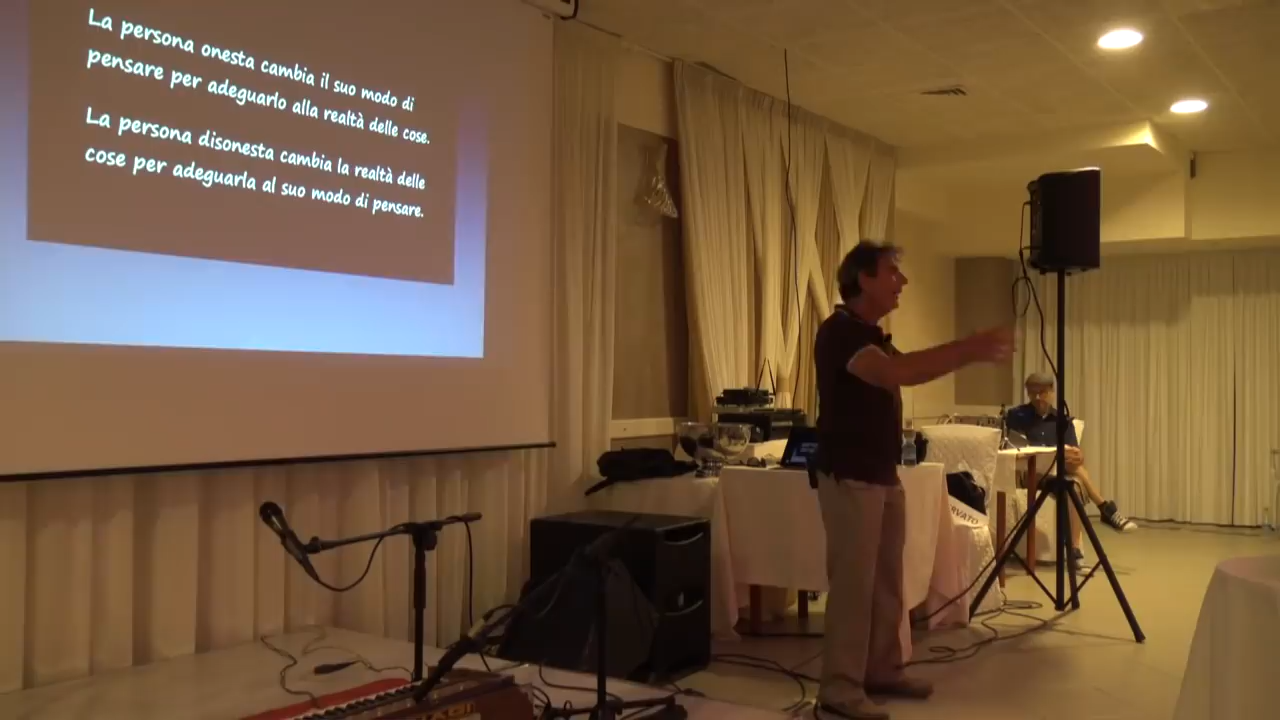 La persona onesta cambia il suo modo di
pensare per adeguarlo alla realtà delle cose.
La persona disonesta cambia la realtà delle
cose per adeguarla al suo modo di pensare.
RVATO